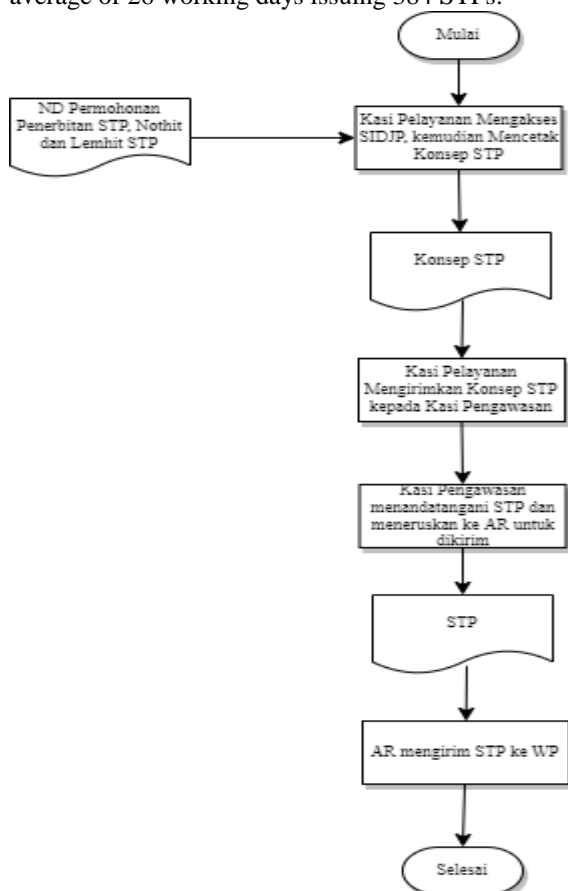 average of working days issuing STPs.
Mulai
ND Permohonan
Penerbitan STP, Nothit
dan Lemhit STP
Kasi Pelayanan Mengakses
SIDJP, kemudian Mencetak
Konsep STP
Konsep STP
Kasi Pelayanan
Mengirimkan Konsep STP
kepada Kasi Pengawasan
Kasi Pengawasan
menandatangani STP dan
meneruskan ke AR untuk
dikirim
STP
AR mengirim STP ke WP
Selesai